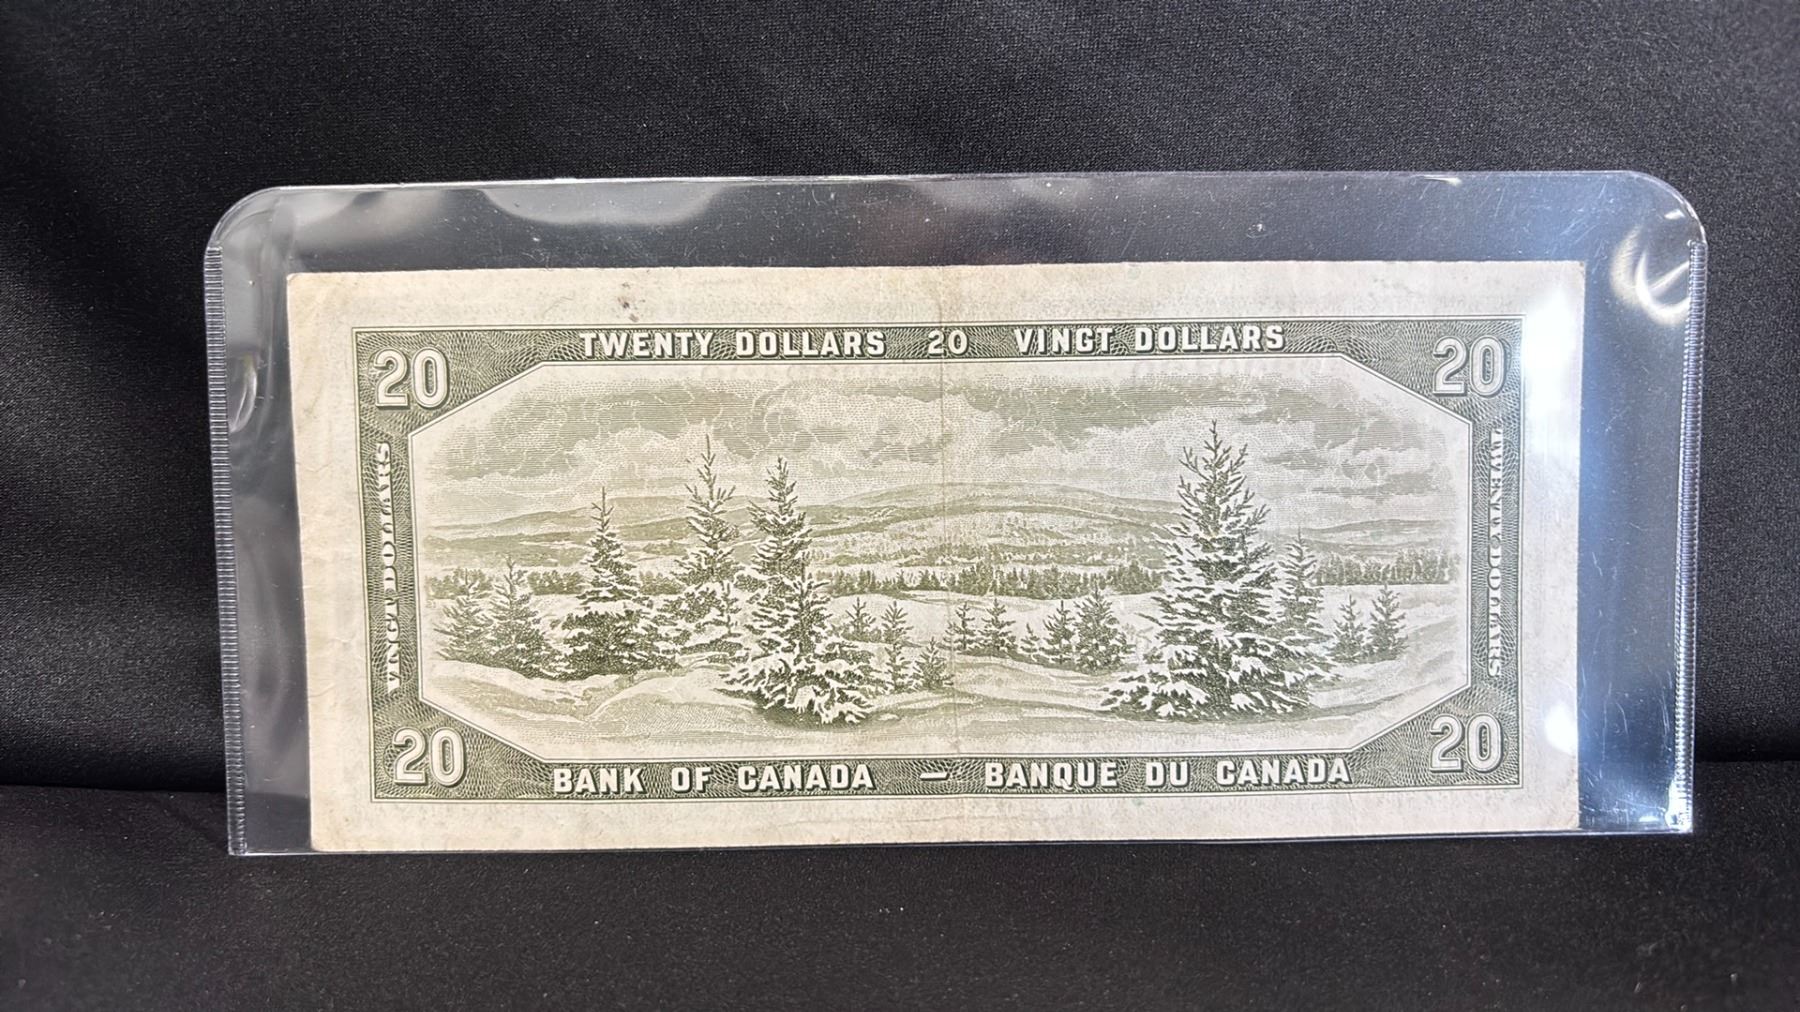 TWENTY DOLLARS 20 VINGT DOLLARS
20
20
VINGT DOLLARS
TWENTY DOLLARS
20
20
BANK OF CANADA — BANQUE DU CANADA